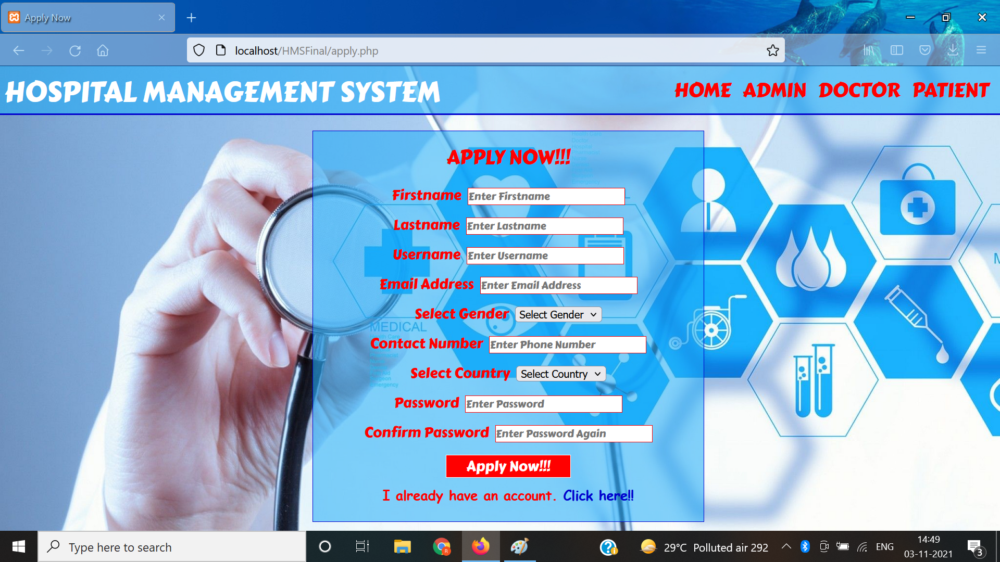 Apply Now
localhost/HMSFinal/apply.php
HOSPITAL MANAGEMENT SYSTEM
HOME ADMIN DOCTOR PATIENT
APPLY NOW!!!
Firstname Enter Firstname
Lastname Enter Lastname
Username Enter Username
Email Address Enter Email Address
Select Gender Select Gender
MEDICAL
Contact Number Enter Phone Number
Select Country Select Country
Emergency
Password Enter Password
Confirm Password Enter Password Again
Apply Now!!!
I already have an account. Click here!!
Type here to search
29°C Polluted air 292
ENG
14:49
03-11-2021
3